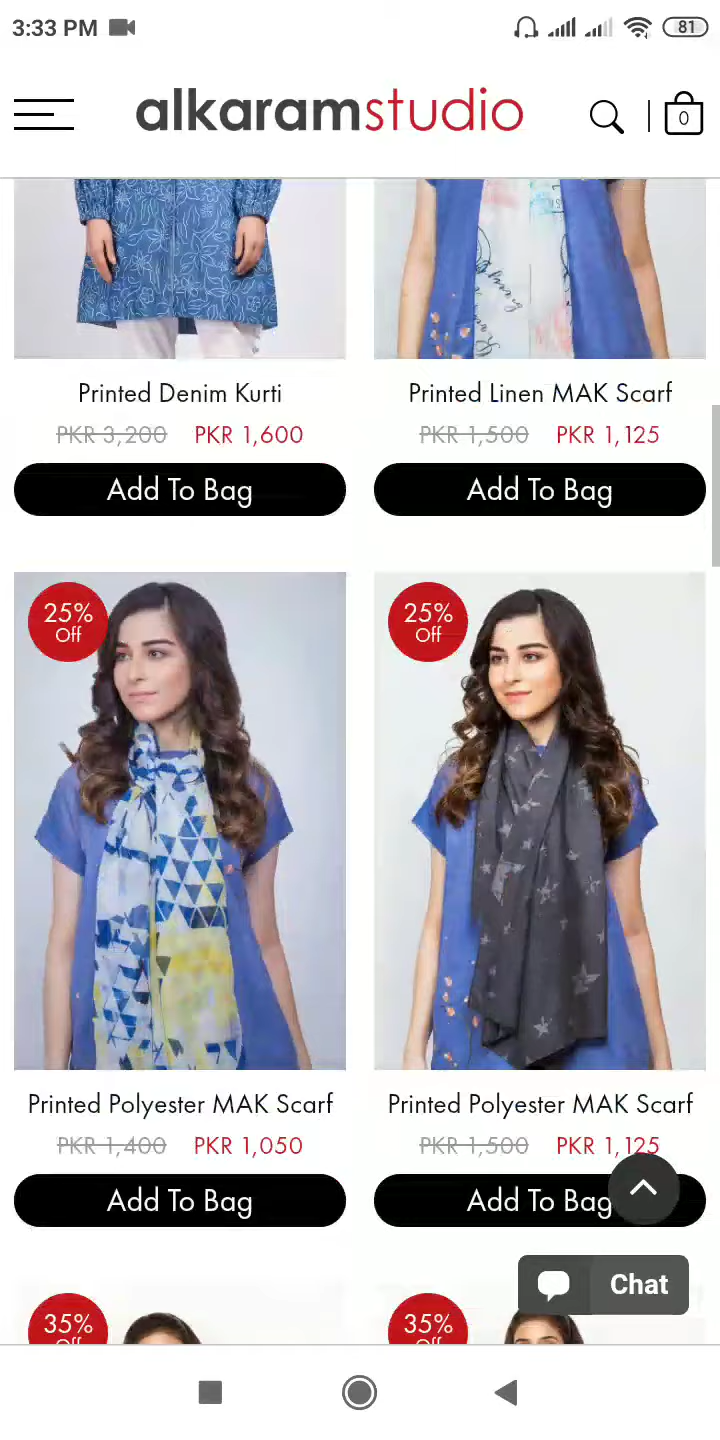 3:33 PM 81
alkaramstudio 0
Printed Denim Kurti
PKR 3,200 PKR 1,600
Add To Bag
Printed Linen MAK Scarf
PKR 1,500 PKR 1,125
Add To Bag
25%
Off
Printed Polyester MAK Scarf
PKR 1,400 PKR 1,050
Add To Bag
25%
Off
Printed Polyester MAK Scarf
PKR 1,500 PKR 1,125
Add To Bag
Chat
35%
Off
35%
Off